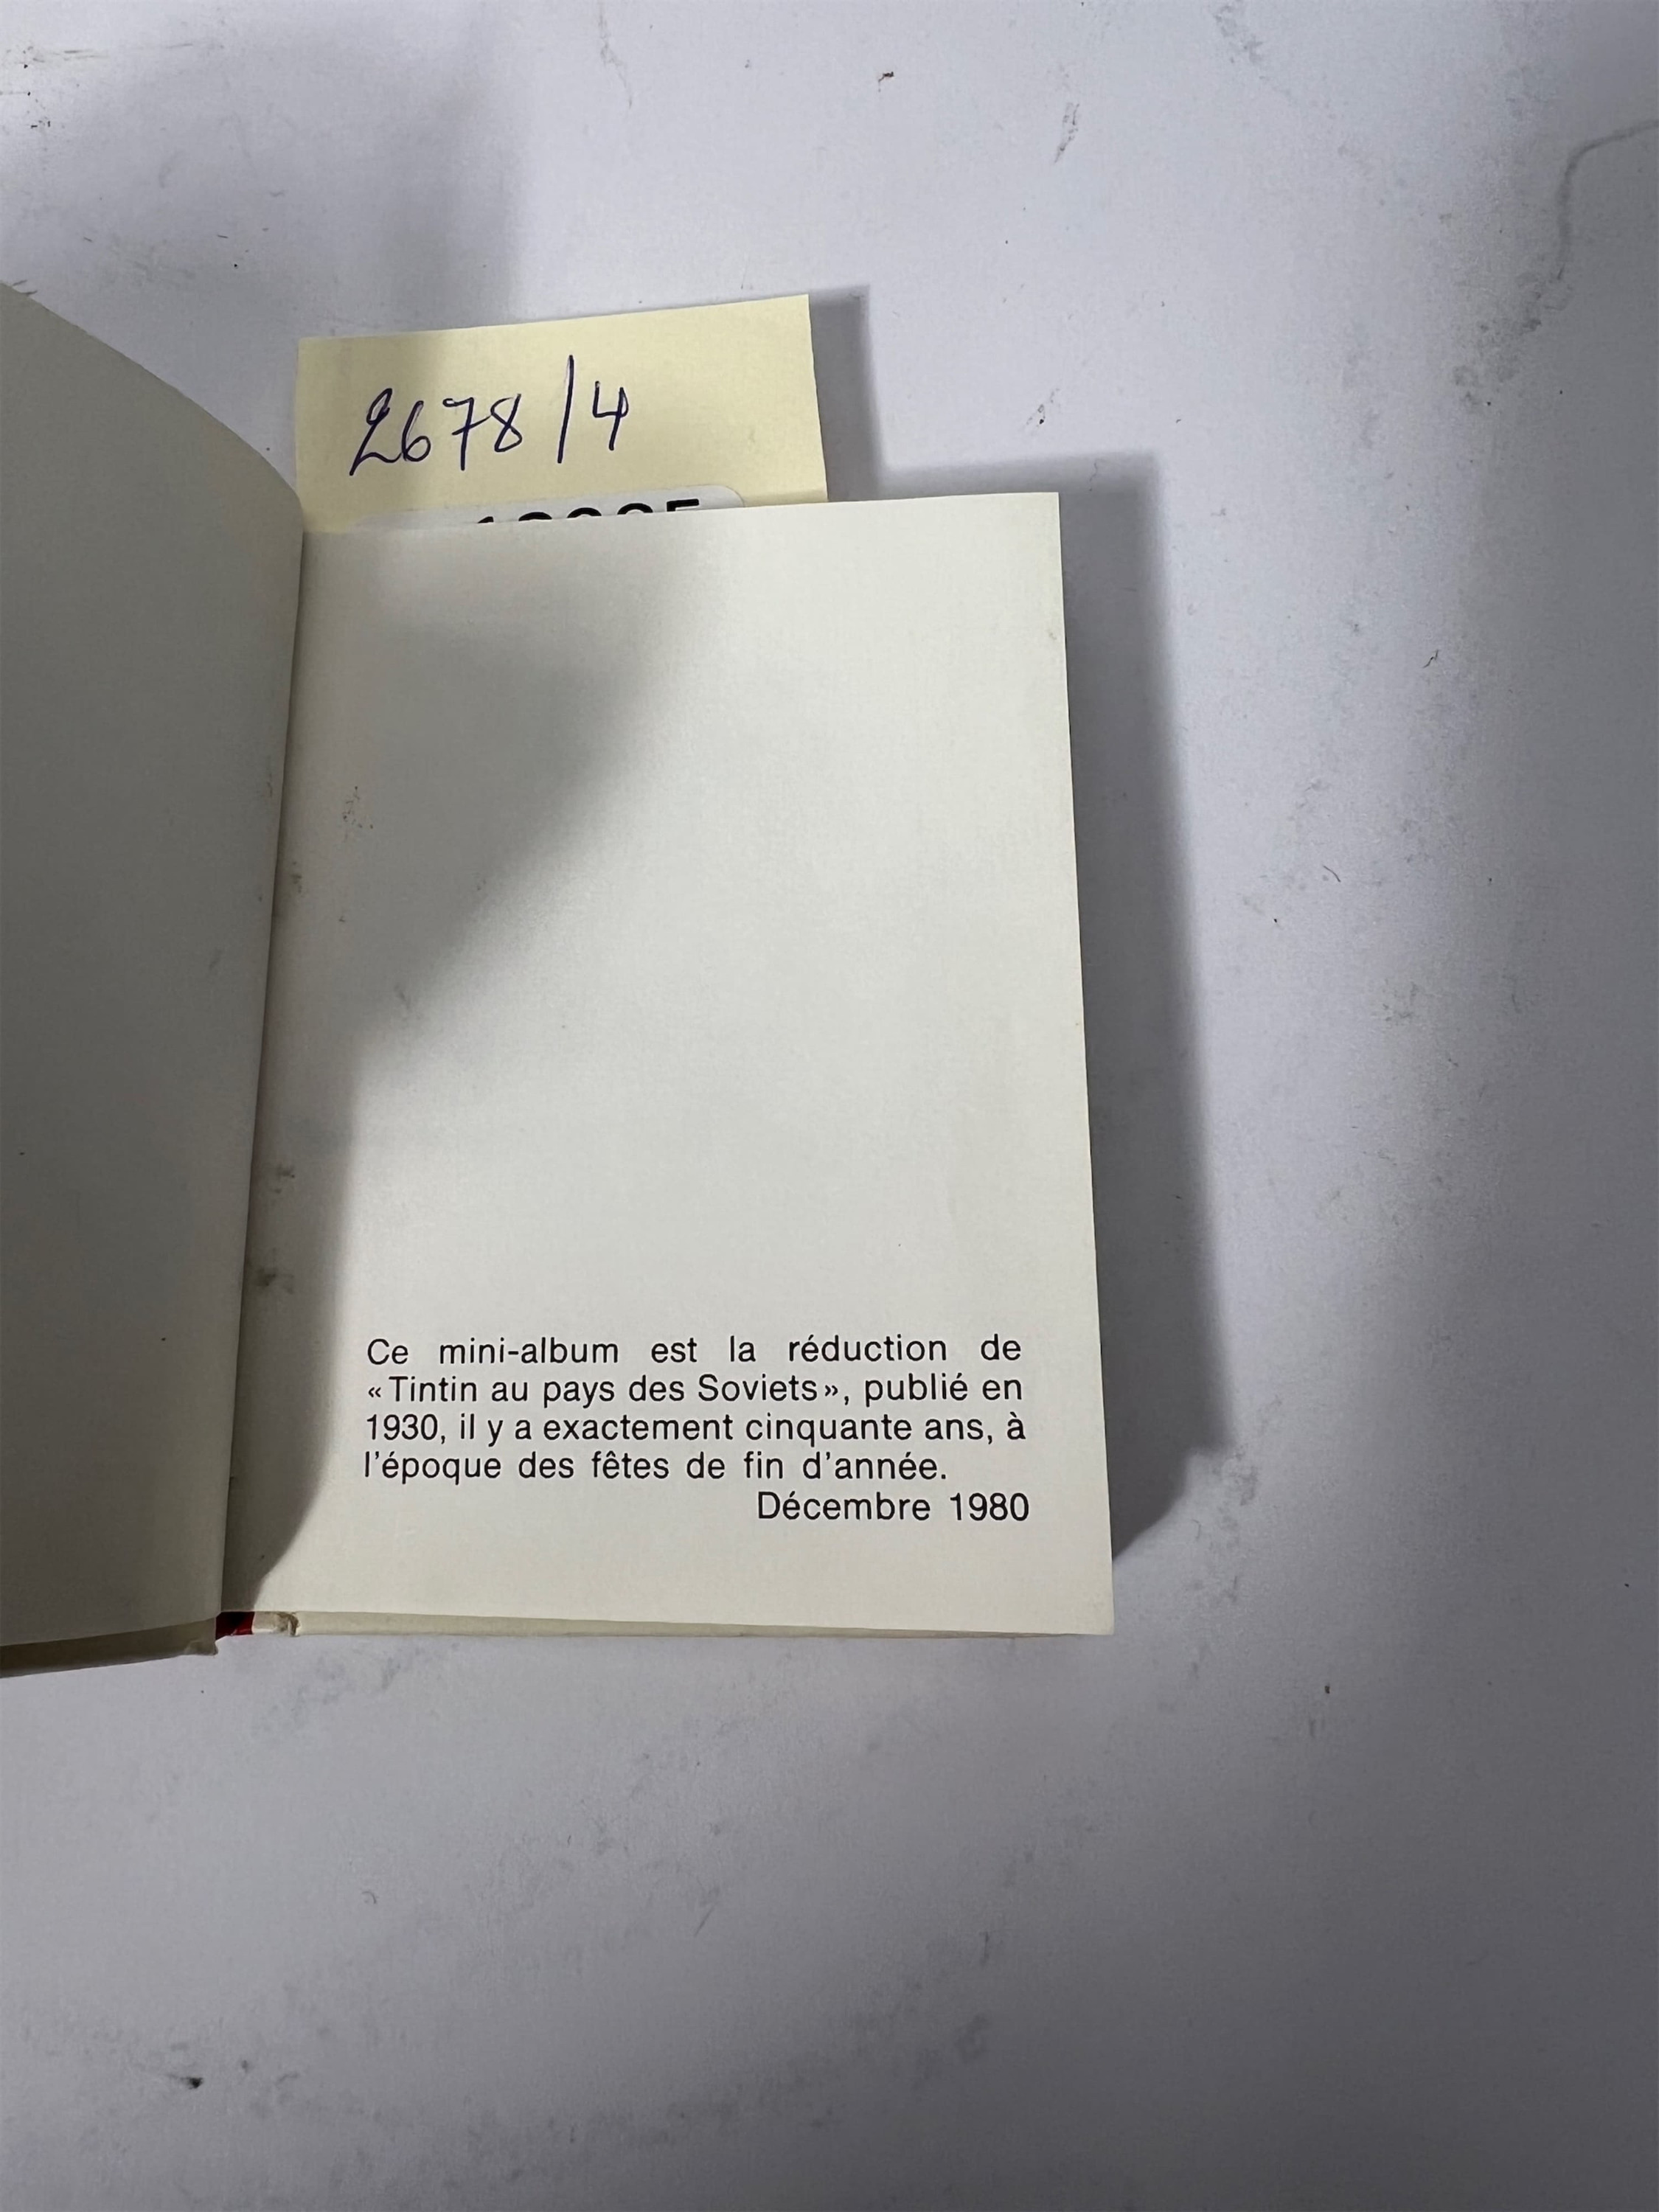 2678/4
Ce mini-album est la réduction de
«Tintin au pays des Soviets», publié en
1930, il y a exactement cinquante ans, à
l'époque des fêtes de fin d'année.
Décembre 1980